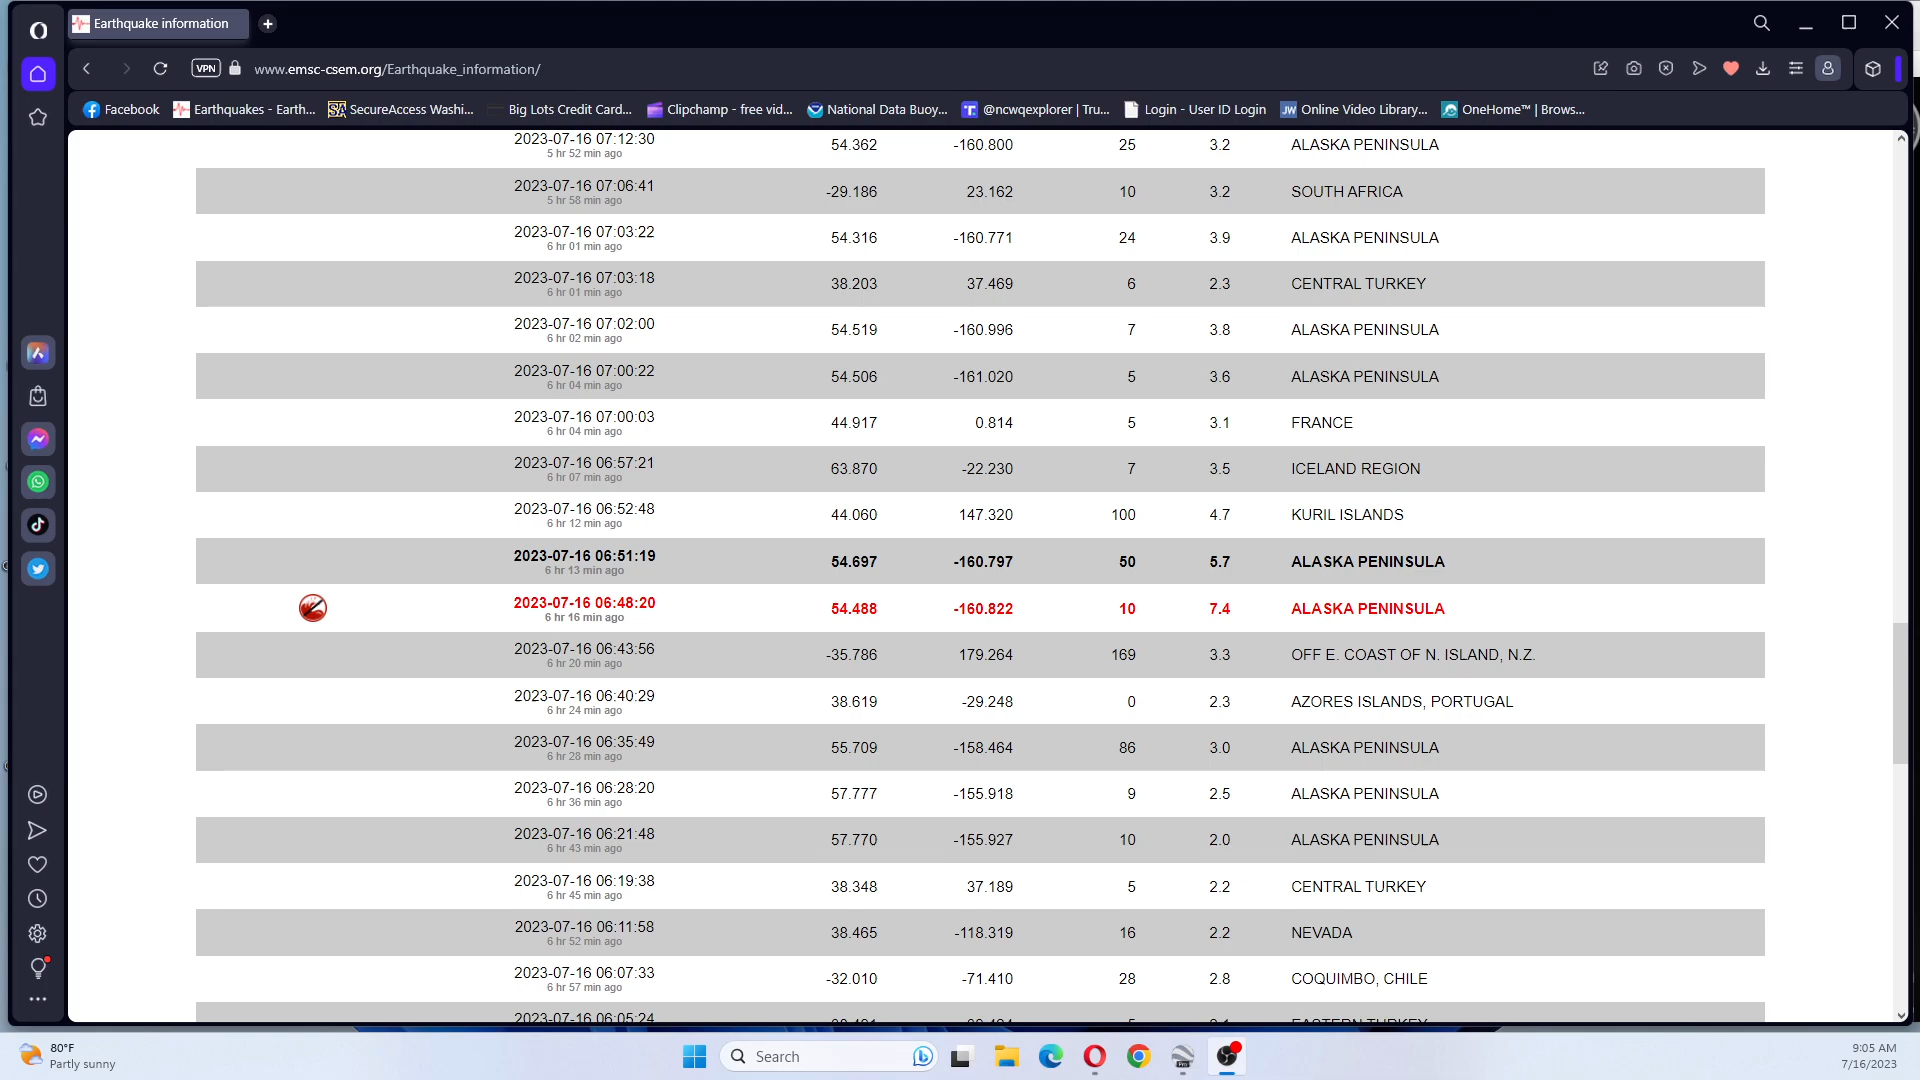 Earthquake information
VPN
www.emsc-csem.org/Earthquake_information/
Facebook
Earthquakes - Earth...
SecureAccess Washi...
Big Lots Credit Card...
Clipchamp - free vid...
National Data Buoy...
@ncwqexplorer | Tru...
Login - User ID Login
JW Online Video Library...
OneHome™ | Brows...
2023-07-16 07:12:30 54.362 -160.800 25 3.2 ALASKA PENINSULA
5 hr 52 min ago
2023-07-16 07:06:41 -29.186 23.162 10 3.2 SOUTH AFRICA
5 hr 58 min ago
2023-07-16 07:03:22 54.316 -160.771 24 3.9 ALASKA PENINSULA
6 hr 01 min ago
2023-07-16 07:03:18 38.203 37.469 6 2.3 CENTRAL TURKEY
6 hr 01 min ago
2023-07-16 07:02:00 54.519 -160.996 7 3.8 ALASKA PENINSULA
6 hr 02 min ago
2023-07-16 07:00:22 54.506 -161.020 5 3.6 ALASKA PENINSULA
6 hr 04 min ago
2023-07-16 07:00:03 44.917 0.814 5 3.1 FRANCE
6 hr 04 min ago
2023-07-16 06:57:21 63.870 -22.230 7 3.5 ICELAND REGION
6 hr 07 min ago
2023-07-16 06:52:48 44.060 147.320 100 4.7 KURIL ISLANDS
6 hr 12 min ago
2023-07-16 06:51:19 54.697 -160.797 50 5.7 ALASKA PENINSULA
6 hr 13 min ago
2023-07-16 06:48:20 54.488 -160.822 10 7.4 ALASKA PENINSULA
6 hr 16 min ago
2023-07-16 06:43:56 -35.786 179.264 169 3.3 OFF E. COAST OF N. ISLAND, N.Z.
6 hr 20 min ago
2023-07-16 06:40:29 38.619 -29.248 0 2.3 AZORES ISLANDS, PORTUGAL
6 hr 24 min ago
2023-07-16 06:35:49 55.709 -158.464 86 3.0 ALASKA PENINSULA
6 hr 28 min ago
2023-07-16 06:28:20 57.777 -155.918 9 2.5 ALASKA PENINSULA
6 hr 36 min ago
2023-07-16 06:21:48 57.770 -155.927 10 2.0 ALASKA PENINSULA
6 hr 43 min ago
2023-07-16 06:19:38 38.348 37.189 5 2.2 CENTRAL TURKEY
6 hr 45 min ago
2023-07-16 06:11:58 38.465 -118.319 16 2.2 NEVADA
6 hr 52 min ago
2023-07-16 06:07:33 -32.010 -71.410 28 2.8 COQUIMBO, CHILE
6 hr 57 min ago
2023-07-16 06:05:24 EASTERN TURKEY
80°F
Partly sunny
Search
9:05 AM
7/16/2023